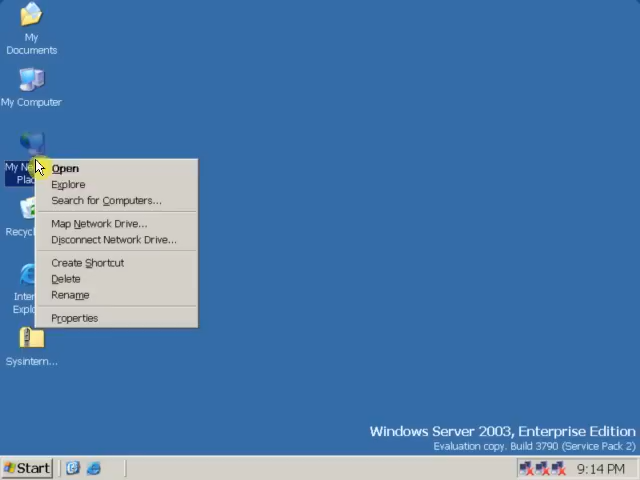 My
Documents
My Computer
My Ne
Plac
Open
Explore
Search for Computers...
Map Network Drive...
Disconnect Network Drive...
Create Shortcut
Delete
Rename
Properties
Recyc
Inter
Explo
Sysintern...
Windows Server 2003, Enterprise Edition
Evaluation copy. Build 3790 (Service Pack 2)
Start
9:14 PM